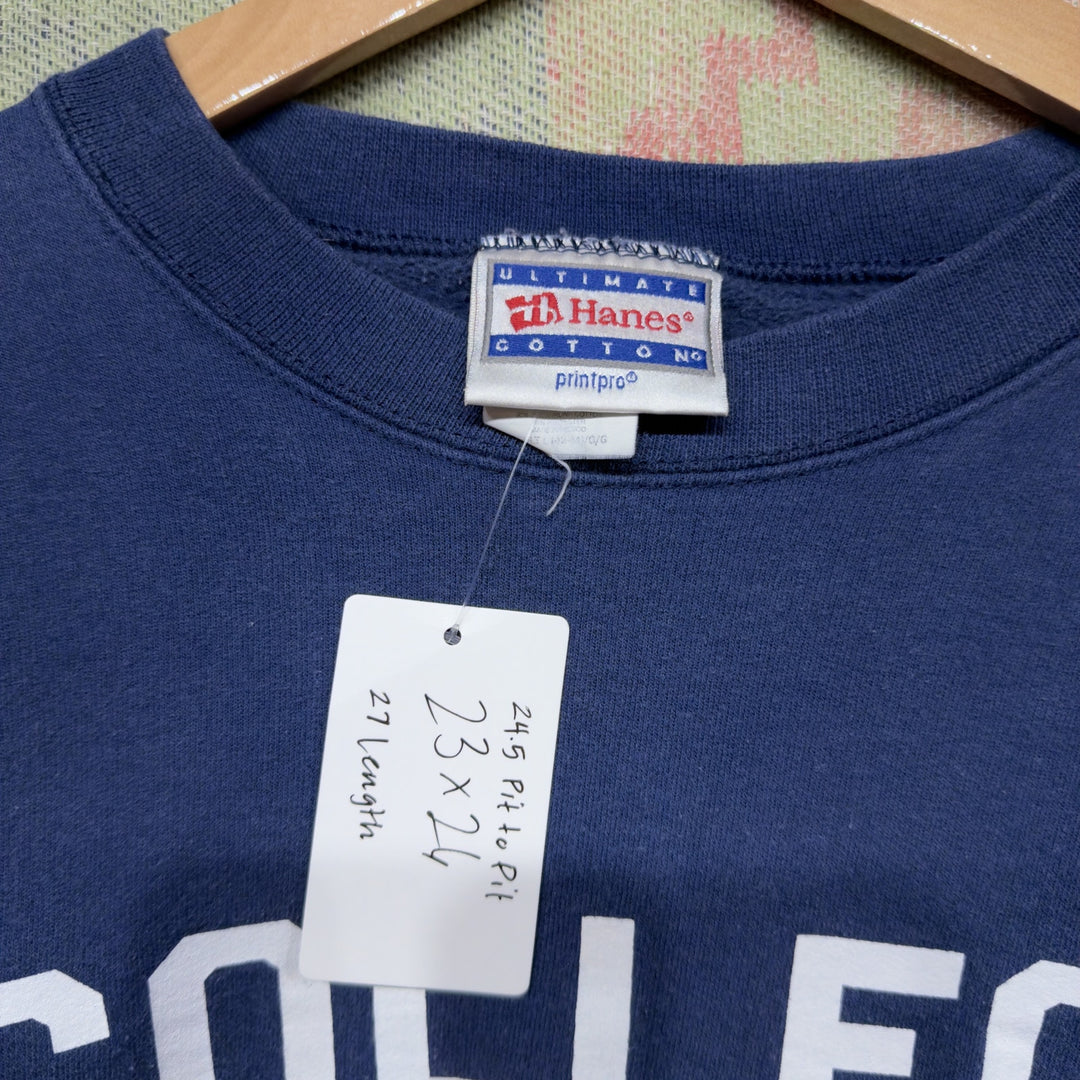 ULTIMATE
Hanes®
COTTON®
printpro®
24.5 Pit to Pit
23 x 24
27 Length
COLLEG